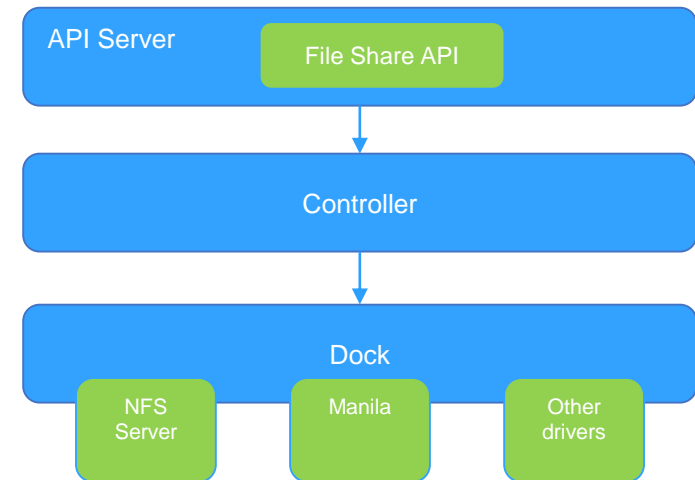 API Server
File Share API
Controller
Dock
NFS
Server
Manila
Other
drivers